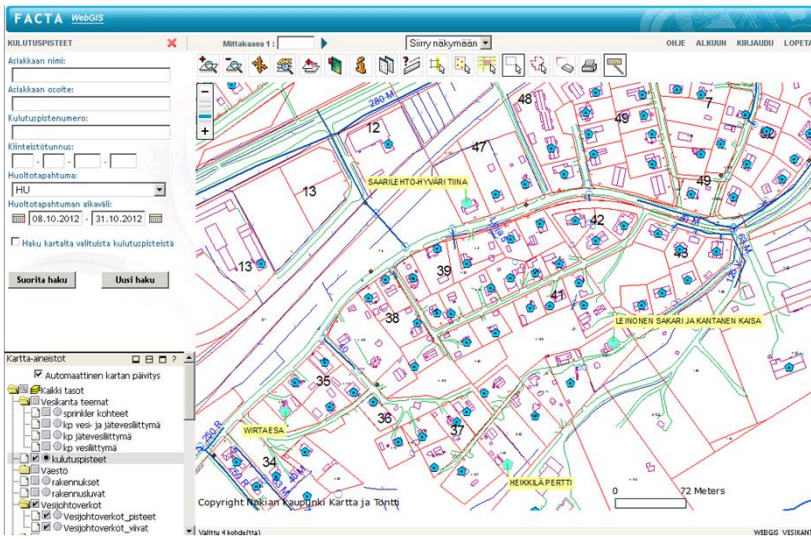 FACTA WebGIS
KULUTUSPISTEET
Mittakaava 1 :
Siirry näkymään
OHJE ALKUUN KIRJAUDU LOPETA
Asiakkaan nimi:
Asiakkaan osoite:
Kulutuspistenumero:
Kiinteistötunnus:
- - -
Huoltotapahtuma:
HU
Huoltotapahtuman aikaväli:
08.10.2012 - 31.10.2012
Haku kartalta valituista kulutuspisteistä
Suorita haku
Uusi haku
Kartta-aineistot
?
Automaattinen kartan päivitys
Kaikki tasot
Vesikanta teemat
sprinkler kohteet
kp vesi- ja jätevesiliittymä
kp jätevesiliittymä
kp vesiliittymä
kulutuspisteet
Väestö
rakennukset
rakennusluvat
Vesijohtoverkot
Vesijohtoverkot_pisteet
Vesijohtoverkot_viivat
280 M
12
48
49
7
47
13
SAARILEHTO-HYVÄRI TIINA
49
42
13
39
43
41
38
LEINONEN SAKARI JA KANTANEN KAISA
40
35
36
37
WIRTAESA
250 R
34
HEIKKILÄ PERTTI
0 72 Meters
Copyright Nokian Kaupunki Kartta ja Tontti
Valittu 4 kohde(tta)
WEBGIS_VESIKANT